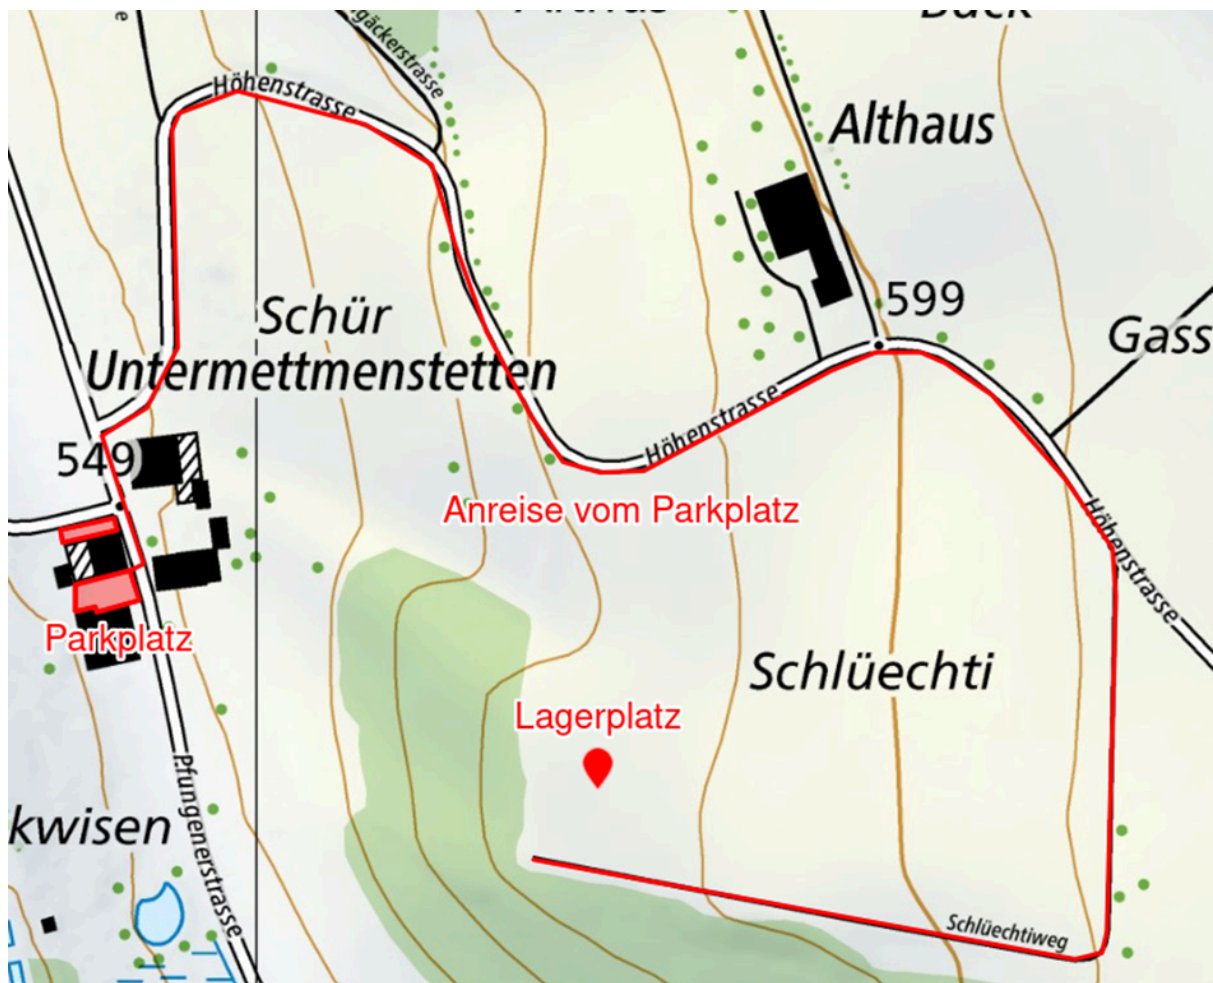 Höhenstrasse
Althaus
599
Gass
Schür
Untermettmenstetten
549
Höhenstrasse
Anreise vom Parkplatz
Höhenstrasse
Parkplatz
Schlüechti
Lagerplatz
Pfungenerstrasse
kwisen
Schlüechtiweg